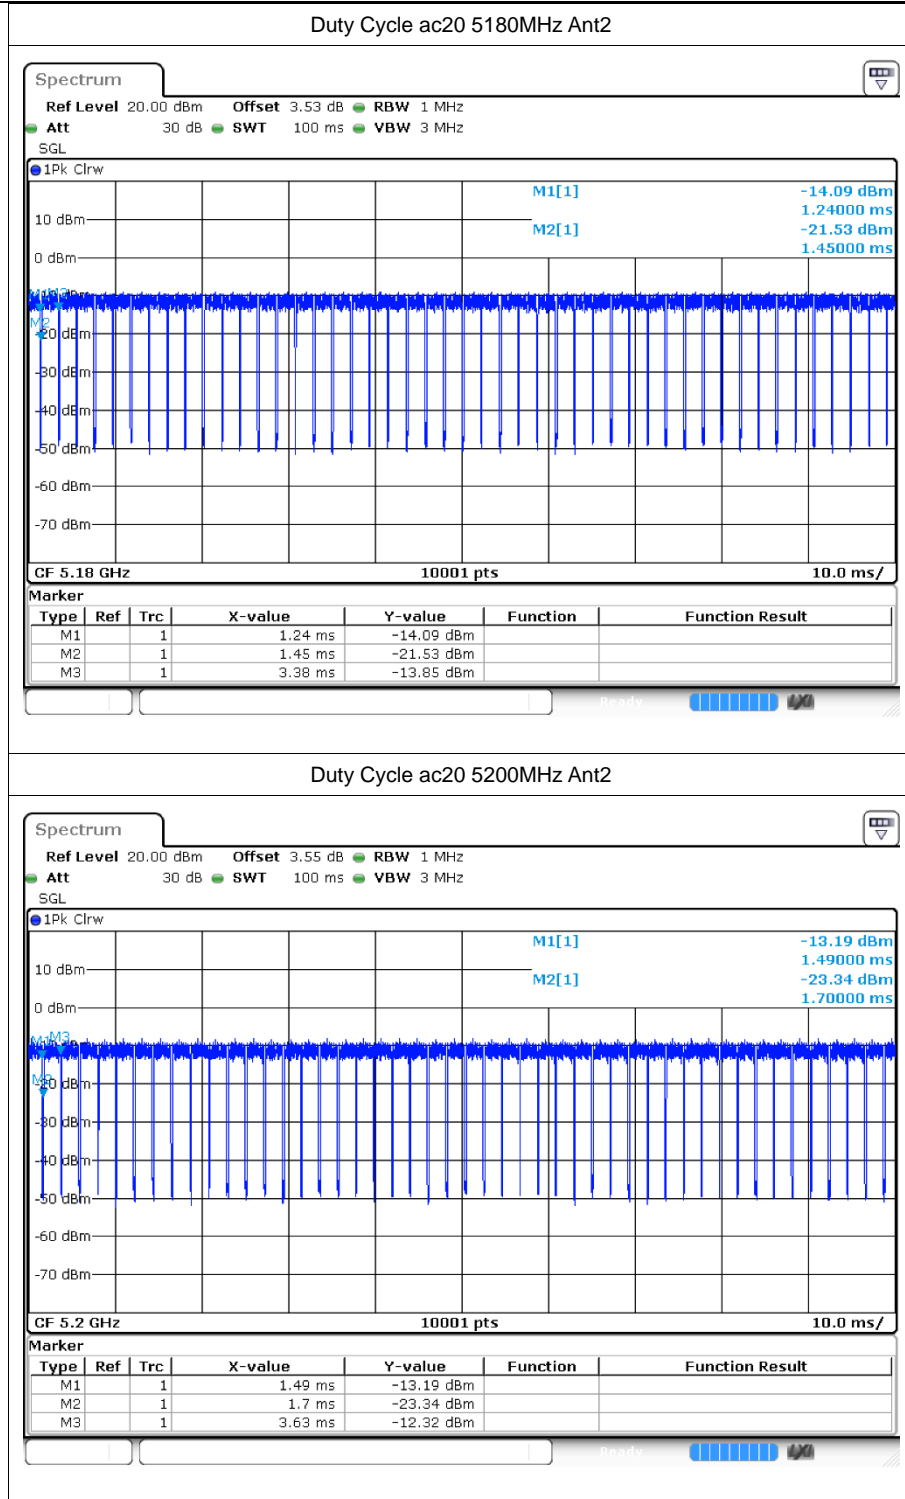 Duty Cycle ac20 5180MHz Ant2
Spectrum
Ref Level 20.00 dBm Offset 3.53 dB RBW 1 MHz
Att 30 dB SWT 100 ms VBW 3 MHz
SGL
1Pk Clrw
M1[1] -14.09 dBm
1.24000 ms
10 dBm
M2[1] -21.53 dBm
1.45000 ms
0 dBm
M1 M3
M2
-20 dBm
-30 dBm
-40 dBm
-50 dBm
-60 dBm
-70 dBm
CF 5.18 GHz 10001 pts 10.0 ms/
Marker
Type Ref Trc X-value Y-value Function Function Result
M1 1 1.24 ms -14.09 dBm
M2 1 1.45 ms -21.53 dBm
M3 1 3.38 ms -13.85 dBm
Ready LXI
Duty Cycle ac20 5200MHz Ant2
Spectrum
Ref Level 20.00 dBm Offset 3.55 dB RBW 1 MHz
Att 30 dB SWT 100 ms VBW 3 MHz
SGL
1Pk Clrw
M1[1] -13.19 dBm
1.49000 ms
10 dBm
M2[1] -23.34 dBm
1.70000 ms
0 dBm
M1 M3
M2
-20 dBm
-30 dBm
-40 dBm
-50 dBm
-60 dBm
-70 dBm
CF 5.2 GHz 10001 pts 10.0 ms/
Marker
Type Ref Trc X-value Y-value Function Function Result
M1 1 1.49 ms -13.19 dBm
M2 1 1.7 ms -23.34 dBm
M3 1 3.63 ms -12.32 dBm
Ready LXI